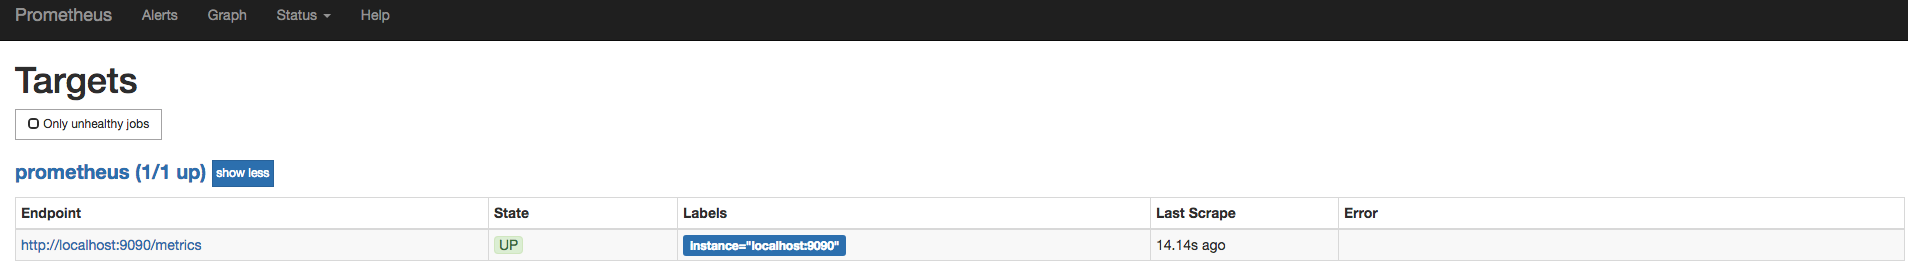 Prometheus Alerts Graph Status Help
Targets
Only unhealthy jobs
prometheus (1/1 up) show less
Endpoint State Labels Last Scrape Error
http://localhost:9090/metrics UP instance="localhost:9090" 14.14s ago